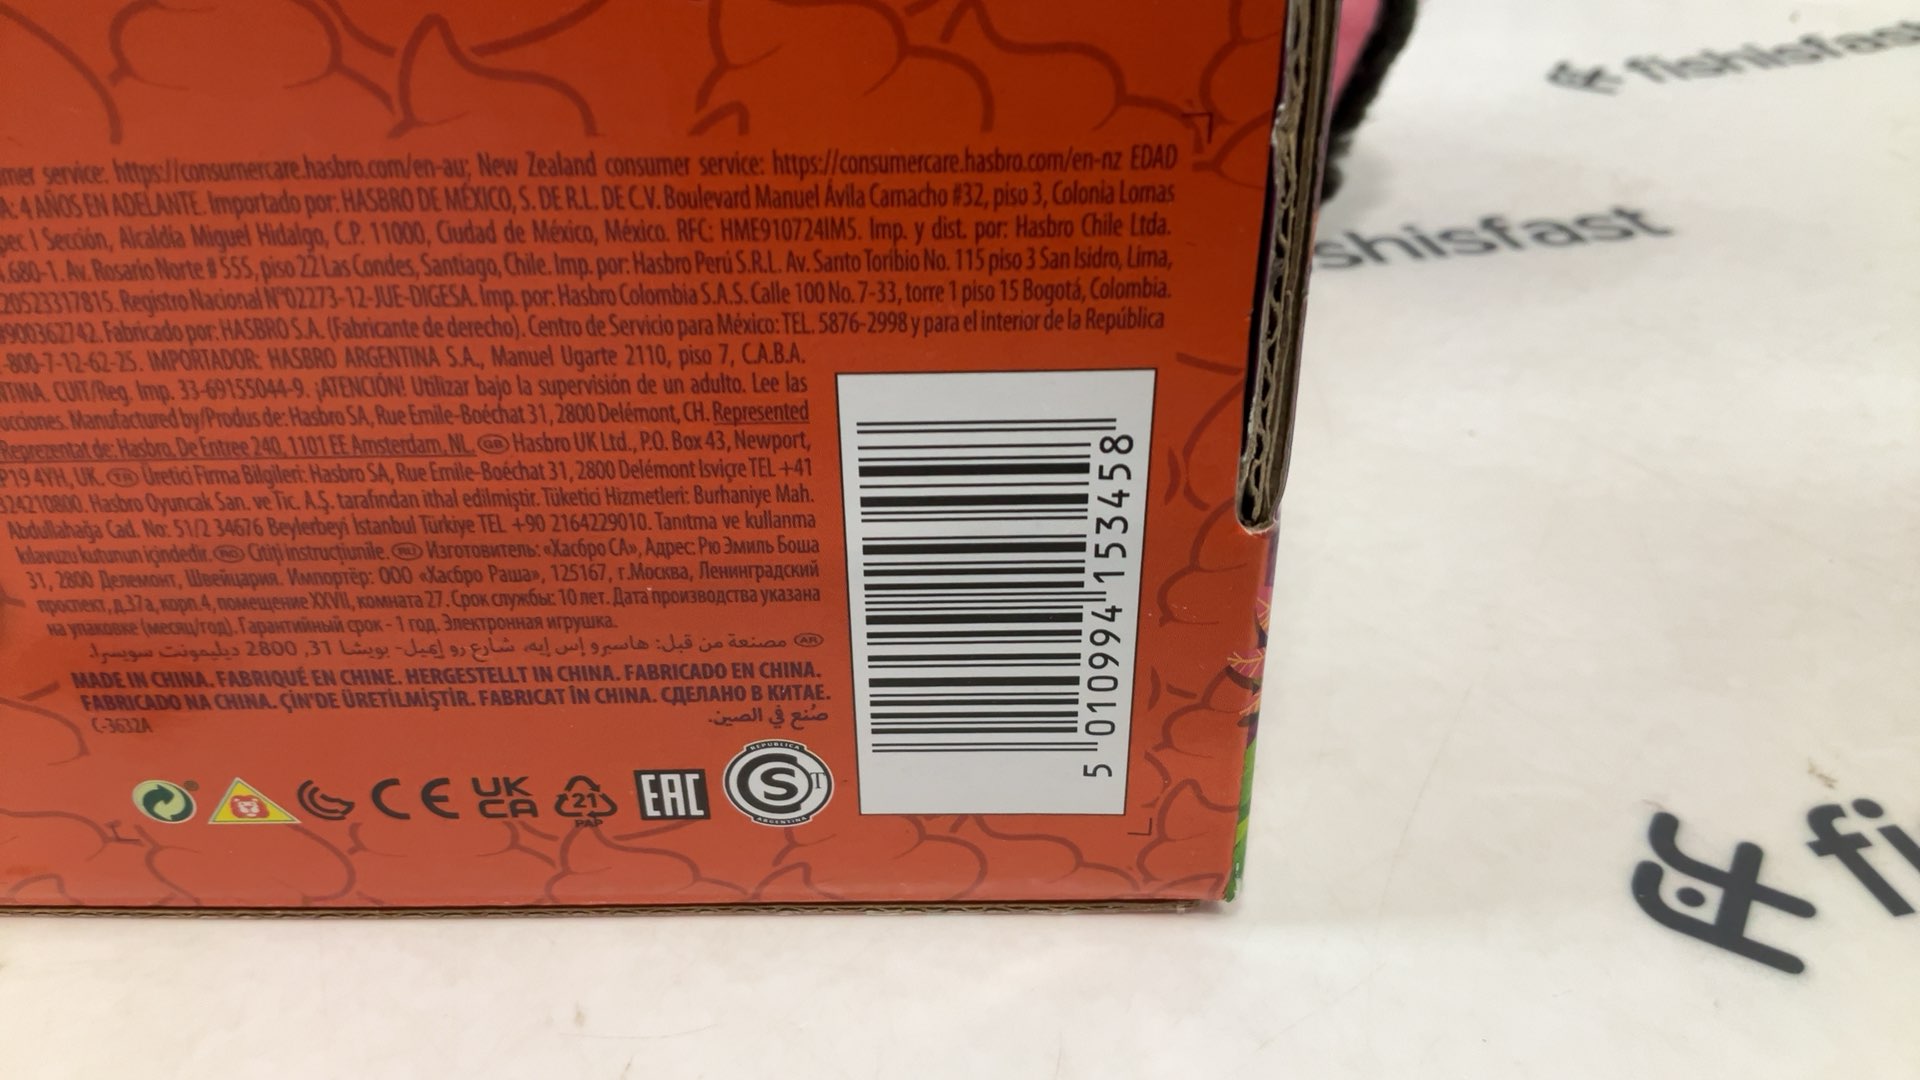 mer service: https://consumercare.hasbro.com/en-au; New Zealand consumer service: https://consumercare.hasbro.com/en-nz EDAD
A: 4 AÑOS EN ADELANTE. Importado por: HASBRO DE MÉXICO, S. DE R.L. DE C.V. Boulevard Manuel Ávila Camacho #32, piso 3, Colonia Lomas
pec I Sección, Alcaldía Miguel Hidalgo, C.P. 11000, Ciudad de México, México. RFC: HME910724IM5. Imp. y dist. por: Hasbro Chile Ltda.
.680-1. Av. Rosario Norte # 555, piso 22 Las Condes, Santiago, Chile. Imp. por: Hasbro Perú S.R.L. Av. Santo Toribio No. 115 piso 3 San Isidro, Lima,
20523317815. Registro Nacional N°02273-12-JUE-DIGESA. Imp. por: Hasbro Colombia S.A.S. Calle 100 No. 7-33, torre 1 piso 15 Bogotá, Colombia.
900362742. Fabricado por: HASBRO S.A. (Fabricante de derecho). Centro de Servicio para México: TEL. 5876-2998 y para el interior de la República
-800-7-12-62-25. IMPORTADOR: HASBRO ARGENTINA S.A., Manuel Ugarte 2110, piso 7, C.A.B.A.
NTINA. CUIT/Reg. Imp. 33-69155044-9. ¡ATENCIÓN! Utilizar bajo la supervisión de un adulto. Lee las
ucciones. Manufactured by/Produs de: Hasbro SA, Rue Emile-Boéchat 31, 2800 Delémont, CH. Represented
Reprezentat de: Hasbro, De Entree 240, 1101 EE Amsterdam, NL. GB Hasbro UK Ltd., P.O. Box 43, Newport,
P19 4YH, UK. TR Üretici Firma Bilgileri: Hasbro SA, Rue Emile-Boéchat 31, 2800 Delémont İsviçre TEL +41
324210800. Hasbro Oyuncak San. ve Tic. A.Ş. tarafından ithal edilmiştir. Tüketici Hizmetleri: Burhaniye Mah.
Abdullahağa Cad. No: 51/2 34676 Beylerbeyi İstanbul Türkiye TEL +90 2164229010. Tanıtma ve kullanma
kılavuzu kutunun içindedir. RO Citiți instrucțiunile. RU Изготовитель: «Хасбро СА», Адрес: Рю Эмиль Боша
31, 2800 Делемонт, Швейцария. Импортёр: ООО «Хасбро Раша», 125167, г.Москва, Ленинградский
проспект, д.37а, корп.4, помещение XXVII, комната 27. Срок службы: 10 лет. Дата производства указана
на упаковке (месяц/год). Гарантийный срок - 1 год. Электронная игрушка.
AR مصنعة من قبل: هاسبرو إس إيه، شارع رو إيميل- بويشا 31, 2800 ديليمونت سويسرا.
MADE IN CHINA. FABRIQUÉ EN CHINE. HERGESTELLT IN CHINA. FABRICADO EN CHINA.
FABRICADO NA CHINA. ÇİN'DE ÜRETİLMİŞTİR. FABRICAT ÎN CHINA. СДЕЛАНО В КИТАЕ.
صُنع في الصين.
C-3632A
CE UK CA 21 PAP EAC REPUBLICA S T ARGENTINA
5 010994 153458
fishisfast
shisfast
fi